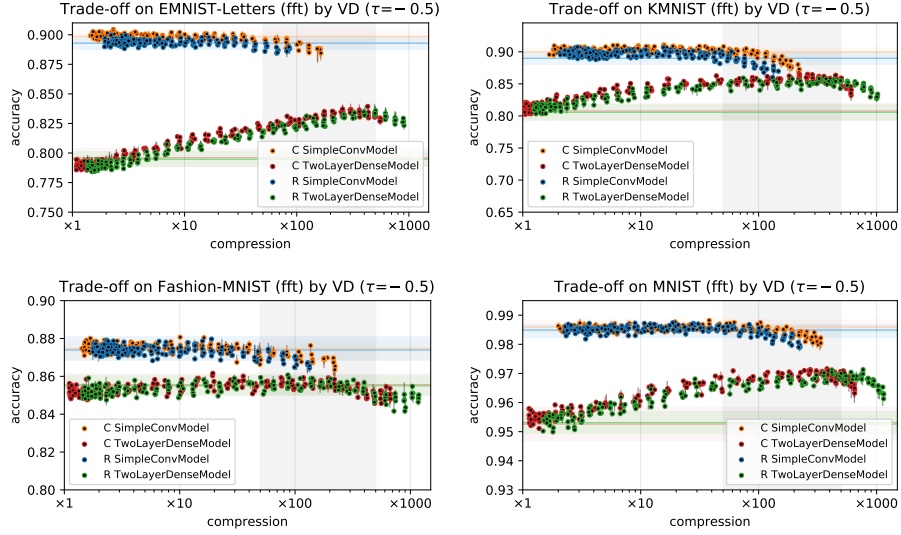 Trade-off on EMNIST-Letters (fft) by VD (τ=−0.5)
accuracy
0.900
0.875
0.850
0.825
0.800
0.775
0.750
C SimpleConvModel
C TwoLayerDenseModel
R SimpleConvModel
R TwoLayerDenseModel
×1
×10
×100
×1000
compression
Trade-off on KMNIST (fft) by VD (τ=−0.5)
accuracy
0.90
0.85
0.80
0.75
0.70
0.65
C SimpleConvModel
C TwoLayerDenseModel
R SimpleConvModel
R TwoLayerDenseModel
×1
×10
×100
×1000
compression
Trade-off on Fashion-MNIST (fft) by VD (τ=−0.5)
accuracy
0.90
0.88
0.86
0.84
0.82
0.80
C SimpleConvModel
C TwoLayerDenseModel
R SimpleConvModel
R TwoLayerDenseModel
×1
×10
×100
×1000
compression
Trade-off on MNIST (fft) by VD (τ=−0.5)
accuracy
0.99
0.98
0.97
0.96
0.95
0.94
0.93
C SimpleConvModel
C TwoLayerDenseModel
R SimpleConvModel
R TwoLayerDenseModel
×1
×10
×100
×1000
compression